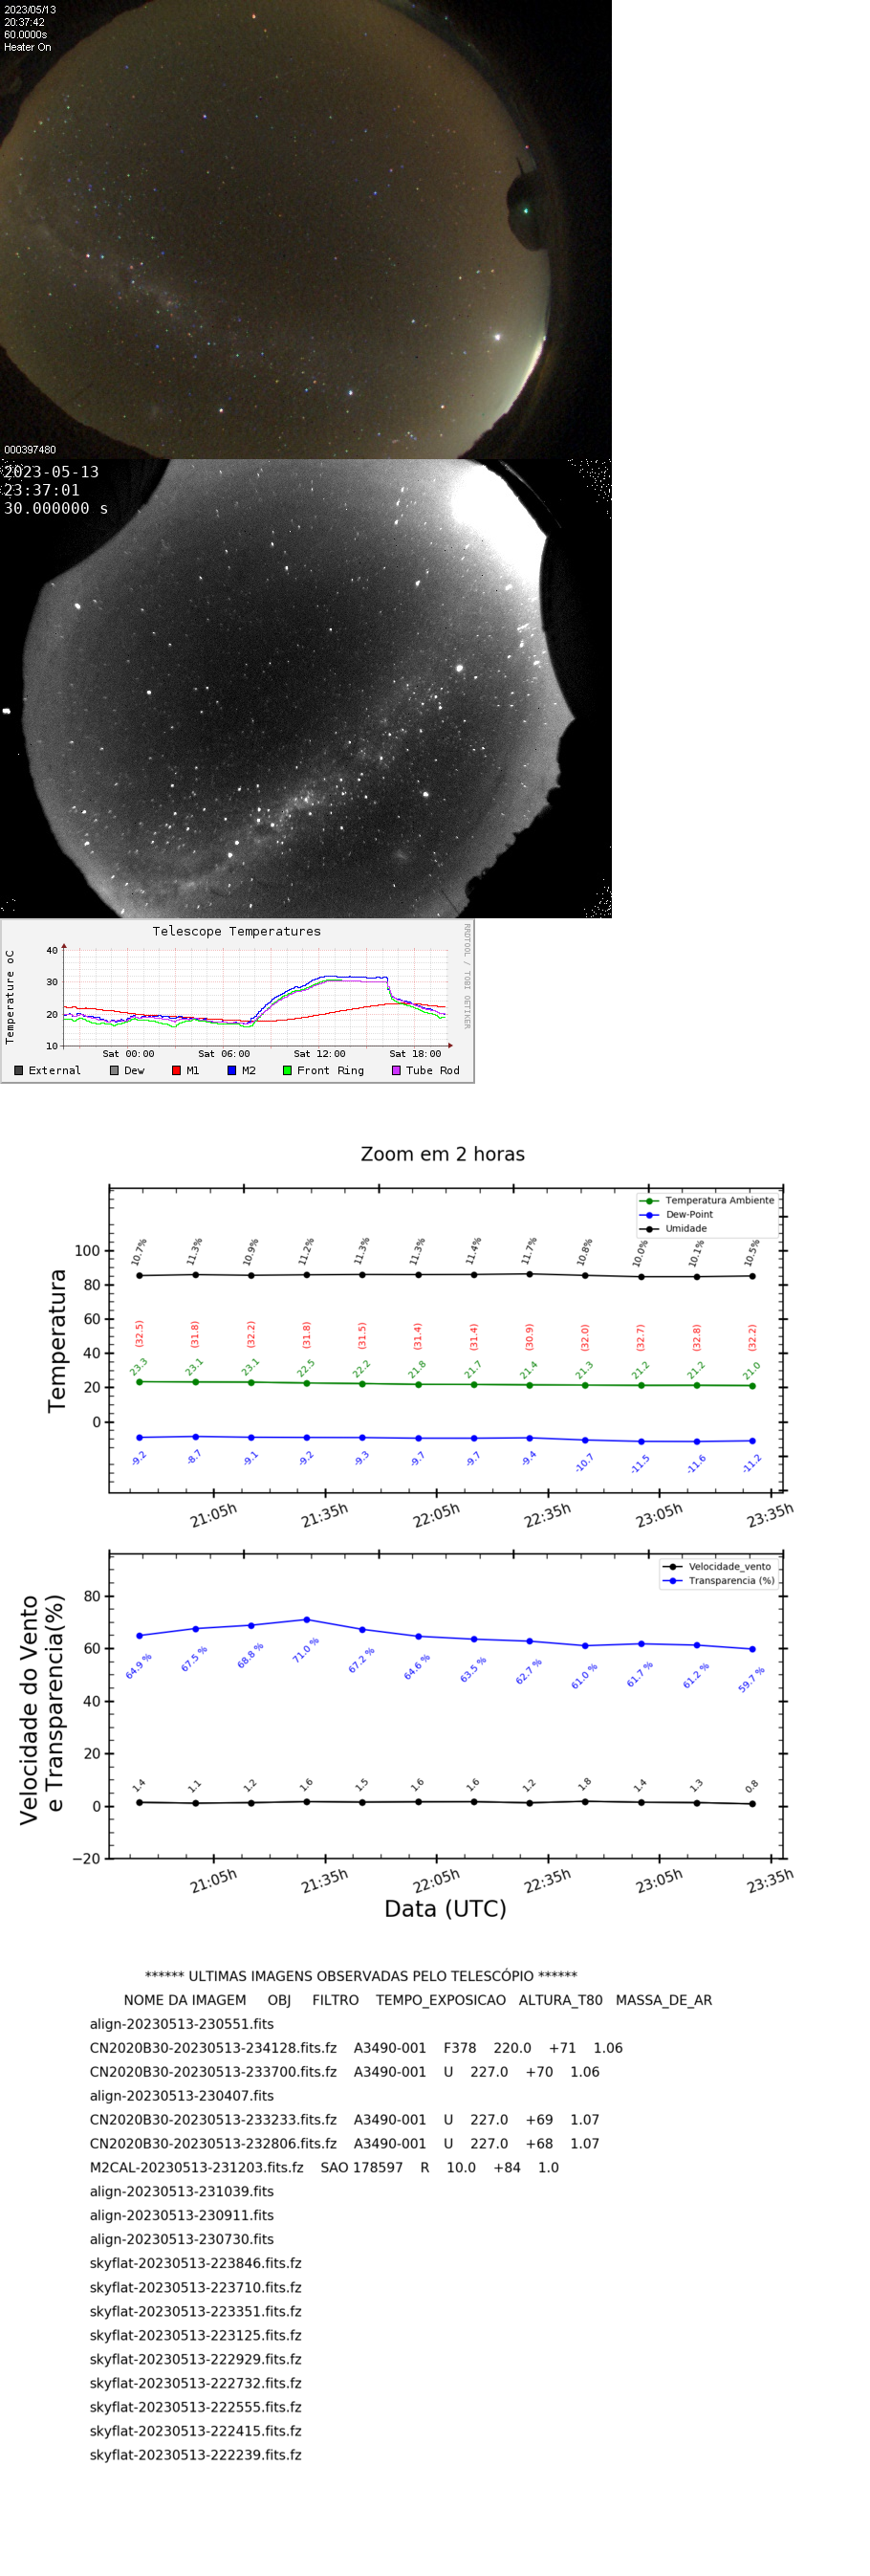 2023/05/13
20:37:42
60.0000s
Heater On
000397480
2023-05-13
23:37:01
30.000000 s
Telescope Temperatures
RRDTOOL / TOBI OETIKER
Temperature oC
40
30
20
10
Sat 00:00 Sat 06:00 Sat 12:00 Sat 18:00
External Dew M1 M2 Front Ring Tube Rod
Zoom em 2 horas
Temperatura Ambiente
Dew-Point
Umidade
Temperatura
100
80
60
40
20
0
10.7% 11.3% 10.9% 11.2% 11.3% 11.3% 11.4% 11.7% 10.8% 10.0% 10.1% 10.5%
(32.5) (31.8) (32.2) (31.8) (31.5) (31.4) (31.4) (30.9) (32.0) (32.7) (32.8) (32.2)
23.3 23.1 23.1 22.5 22.2 21.8 21.7 21.4 21.3 21.2 21.2 21.0
-9.2 -8.7 -9.1 -9.2 -9.3 -9.7 -9.7 -9.4 -10.7 -11.5 -11.6 -11.2
21:05h 21:35h 22:05h 22:35h 23:05h 23:35h
Velocidade_vento
Transparencia (%)
Velocidade do Vento
e Transparencia(%)
80
60
40
20
0
−20
64.9 % 67.5 % 68.8 % 71.0 % 67.2 % 64.6 % 63.5 % 62.7 % 61.0 % 61.7 % 61.2 % 59.7 %
1.4 1.1 1.2 1.6 1.5 1.6 1.6 1.2 1.8 1.4 1.3 0.8
21:05h 21:35h 22:05h 22:35h 23:05h 23:35h
Data (UTC)
****** ULTIMAS IMAGENS OBSERVADAS PELO TELESCÓPIO ******
NOME DA IMAGEM OBJ FILTRO TEMPO_EXPOSICAO ALTURA_T80 MASSA_DE_AR
align-20230513-230551.fits
CN2020B30-20230513-234128.fits.fz A3490-001 F378 220.0 +71 1.06
CN2020B30-20230513-233700.fits.fz A3490-001 U 227.0 +70 1.06
align-20230513-230407.fits
CN2020B30-20230513-233233.fits.fz A3490-001 U 227.0 +69 1.07
CN2020B30-20230513-232806.fits.fz A3490-001 U 227.0 +68 1.07
M2CAL-20230513-231203.fits.fz SAO 178597 R 10.0 +84 1.0
align-20230513-231039.fits
align-20230513-230911.fits
align-20230513-230730.fits
skyflat-20230513-223846.fits.fz
skyflat-20230513-223710.fits.fz
skyflat-20230513-223351.fits.fz
skyflat-20230513-223125.fits.fz
skyflat-20230513-222929.fits.fz
skyflat-20230513-222732.fits.fz
skyflat-20230513-222555.fits.fz
skyflat-20230513-222415.fits.fz
skyflat-20230513-222239.fits.fz